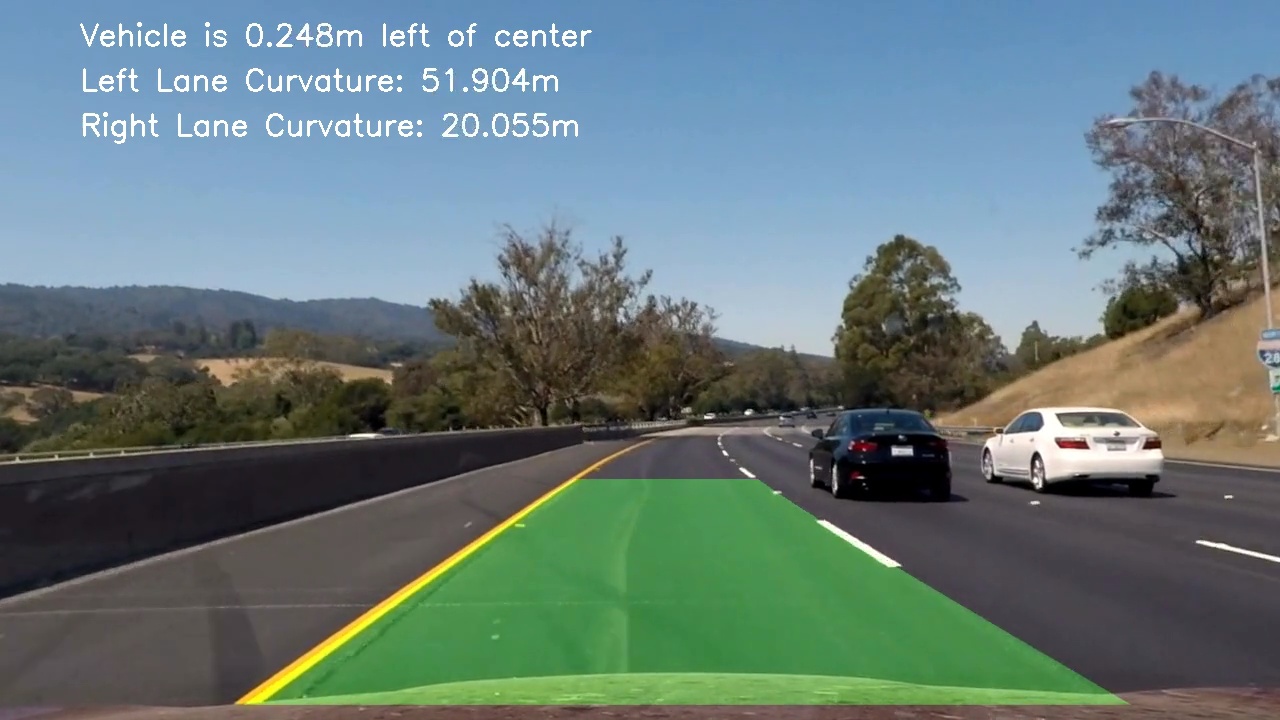 Vehicle is 0.248m left of center
Left Lane Curvature: 51.904m
Right Lane Curvature: 20.055m